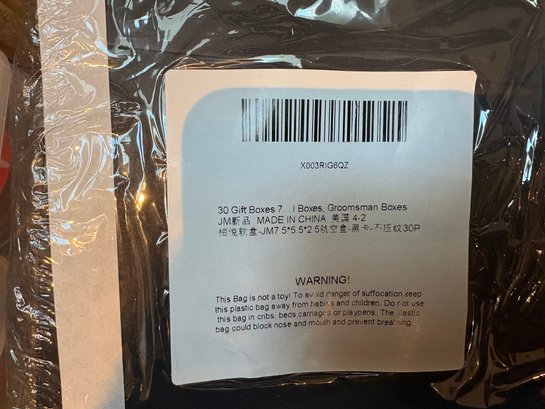 X003RIG6QZ
30 Gift Boxes 7 Boxes, Groomsman Boxes
JM新品 MADE IN CHINA 美国 4-2
柏悦软盒-JM7.5*5.5*2.5航空盒-黑卡-不压纹30P
WARNING!
This Bag is not a toy! To avoid danger of suffocation keep
this plastic bag away from babies and children. Do not use
this bag in cribs, beds,carriages or playpens. The plastic
bag could block nose and mouth and prevent breathing